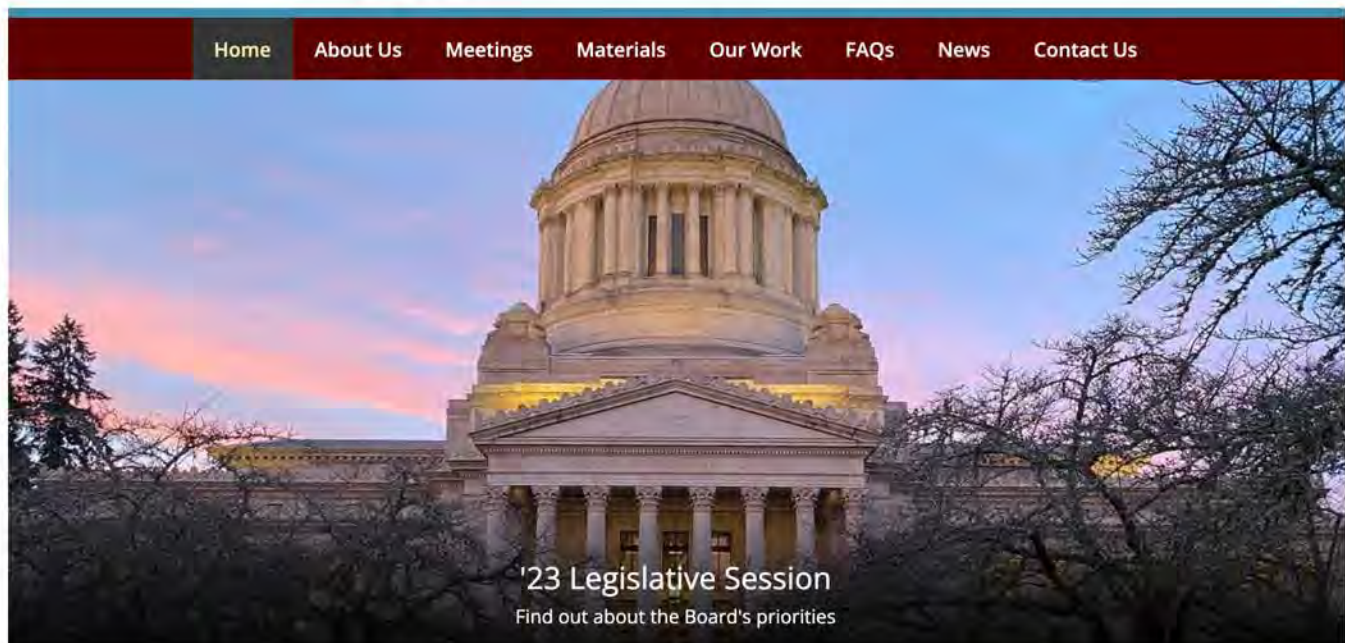 Home About Us Meetings Materials Our Work FAQs News Contact Us
'23 Legislative Session
Find out about the Board's priorities